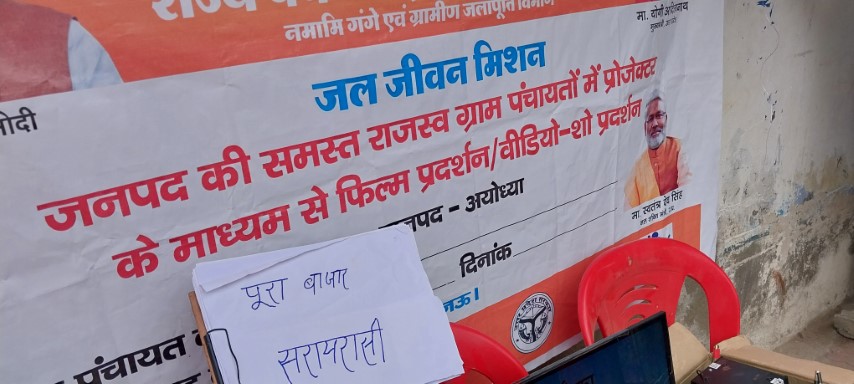 राज्य
नमामि गंगे एवं ग्रामीण जलापूर्ति विभाग
मा. योगी आदित्यनाथ
मोदी
जल जीवन मिशन
जनपद की समस्त राजस्व ग्राम पंचायतों में प्रोजेक्टर
के माध्यम से फिल्म प्रदर्शन/वीडियो-शो प्रदर्शन
मा. स्वतंत्र देव सिंह
जनपद - अयोध्या
दिनांक
पूरा बाजार
सरायरासी
पंचायत